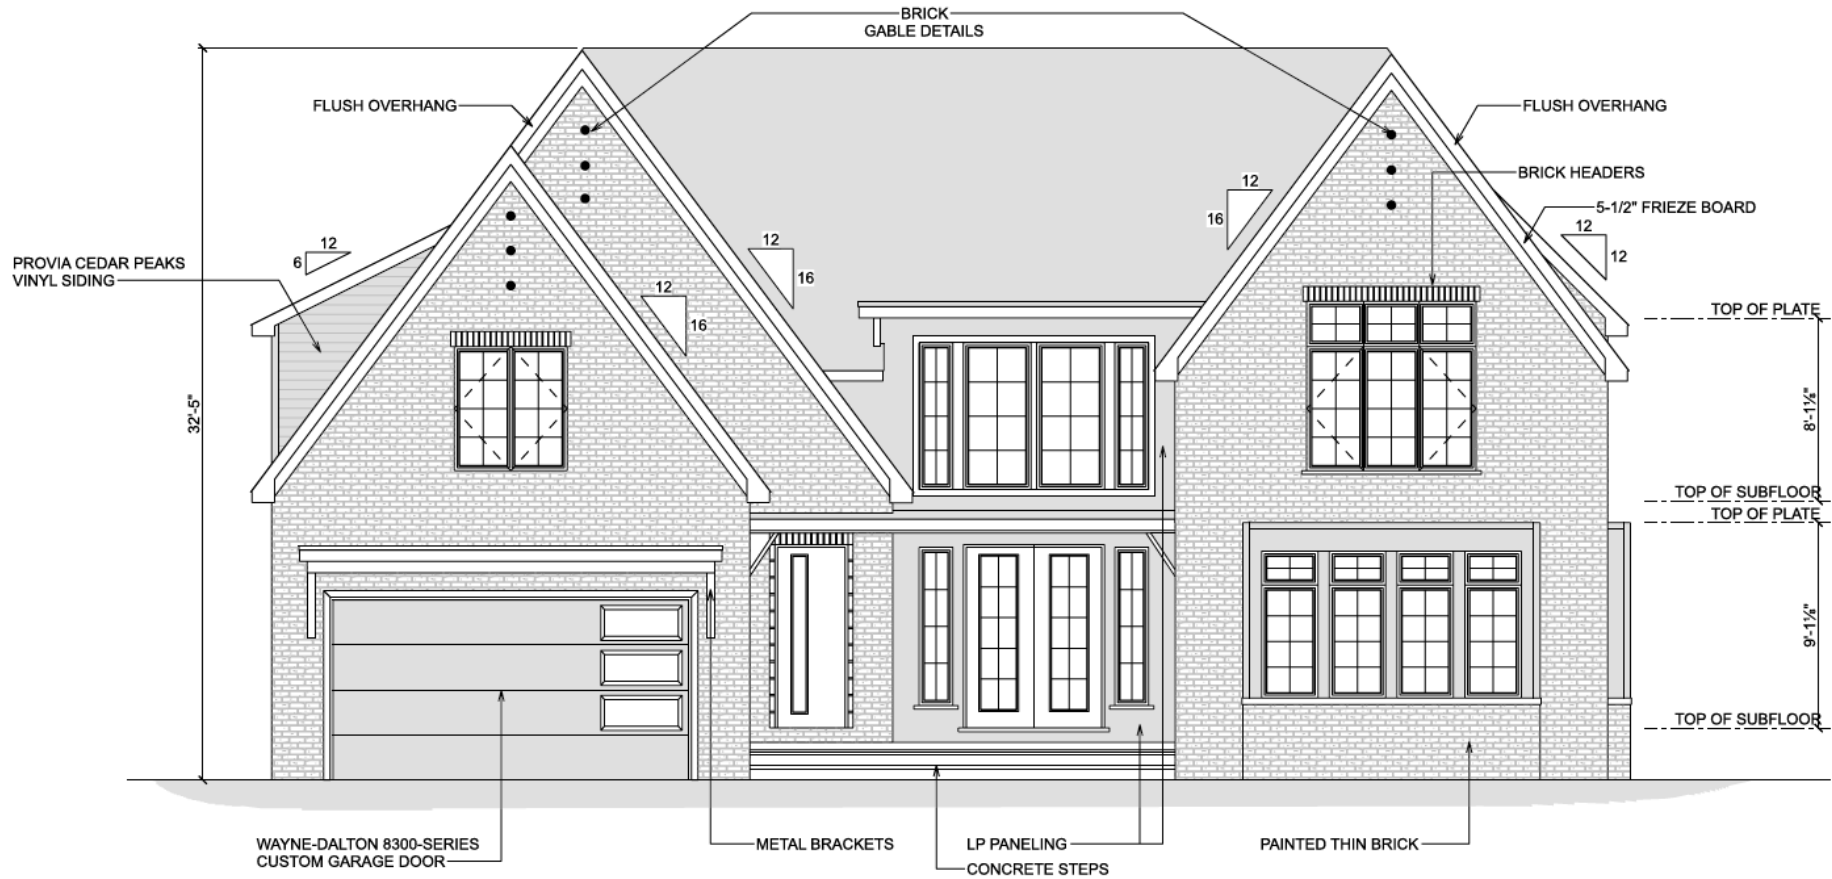 BRICK
GABLE DETAILS
FLUSH OVERHANG
FLUSH OVERHANG
BRICK HEADERS
5-1/2" FRIEZE BOARD
12
16
12
6
12
16
12
12
PROVIA CEDAR PEAKS
VINYL SIDING
12
16
TOP OF PLATE
32'-5"
8'-1⅛"
TOP OF SUBFLOOR
TOP OF PLATE
9'-1⅛"
TOP OF SUBFLOOR
WAYNE-DALTON 8300-SERIES
CUSTOM GARAGE DOOR
METAL BRACKETS
LP PANELING
CONCRETE STEPS
PAINTED THIN BRICK